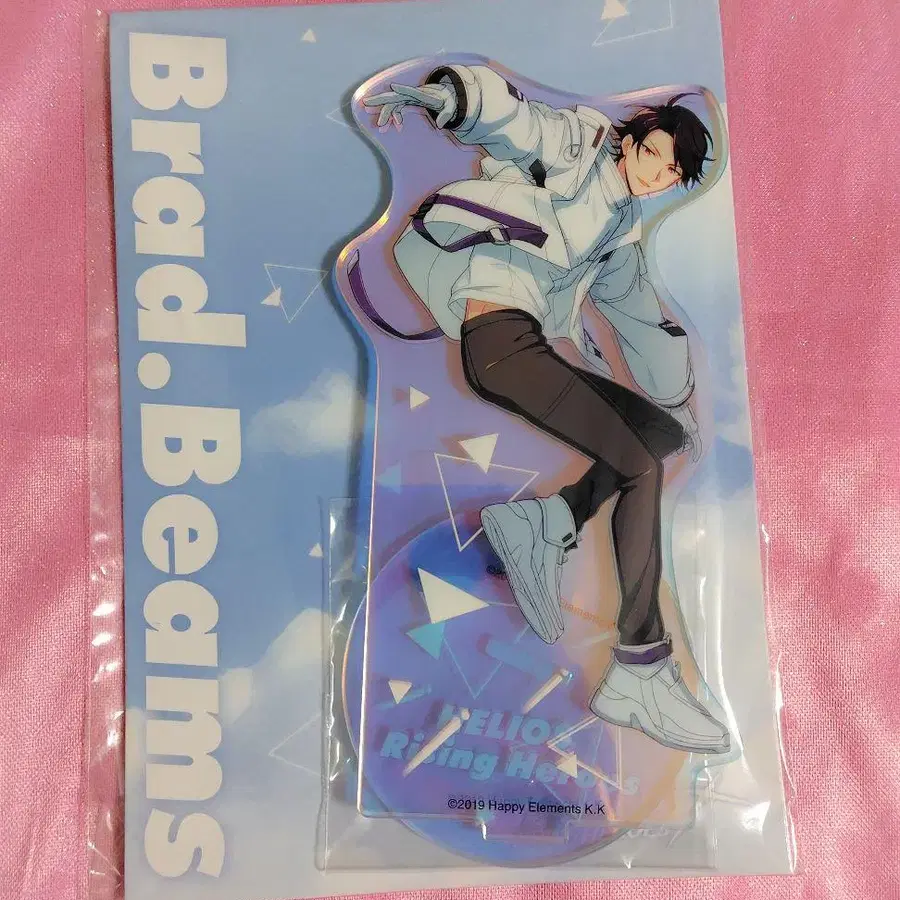 Brad.Beams
HELIOS
Rising Heroes
©2019 Happy Elements K.K